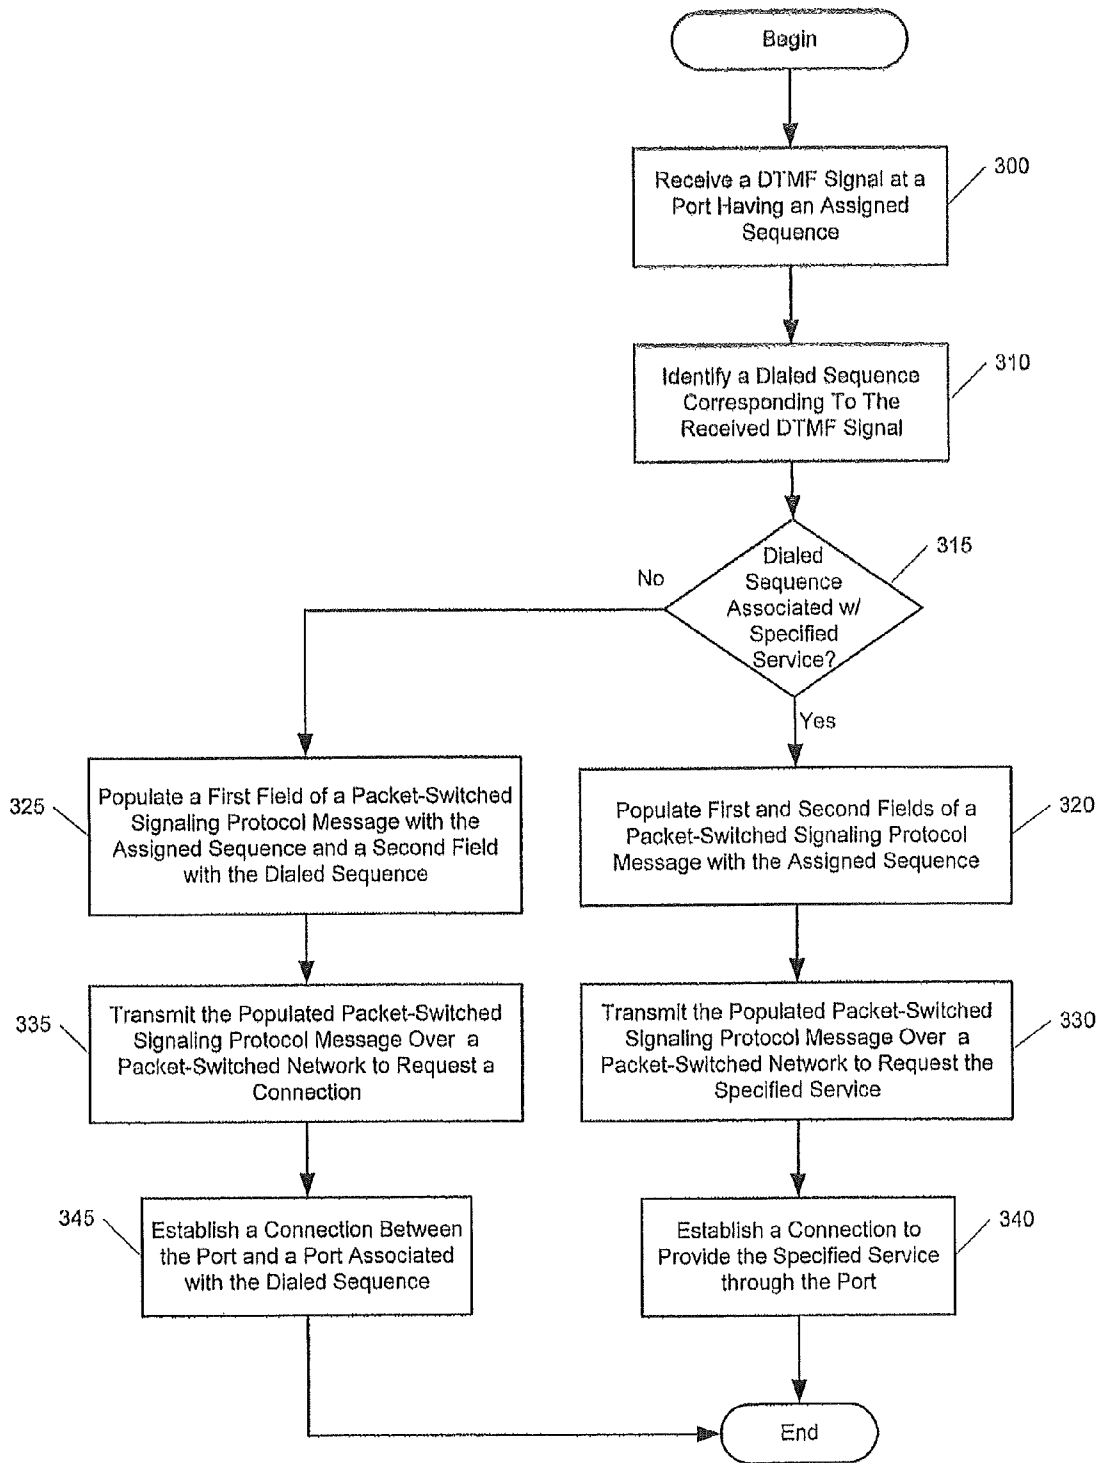 Begin
Receive a DTMF Signal at a
Port Having an Assigned
Sequence
300
Identify a Dialed Sequence
Corresponding To The
Received DTMF Signal
310
Dialed
Sequence
Associated w/
Specified
Service?
315
No
Yes
325
Populate a First Field of a Packet-Switched
Signaling Protocol Message with the
Assigned Sequence and a Second Field
with the Dialed Sequence
Populate First and Second Fields of a
Packet-Switched Signaling Protocol
Message with the Assigned Sequence
320
335
Transmit the Populated Packet-Switched
Signaling Protocol Message Over a
Packet-Switched Network to Request a
Connection
Transmit the Populated Packet-Switched
Signaling Protocol Message Over a
Packet-Switched Network to Request the
Specified Service
330
345
Establish a Connection Between
the Port and a Port Associated
with the Dialed Sequence
Establish a Connection to
Provide the Specified Service
through the Port
340
End